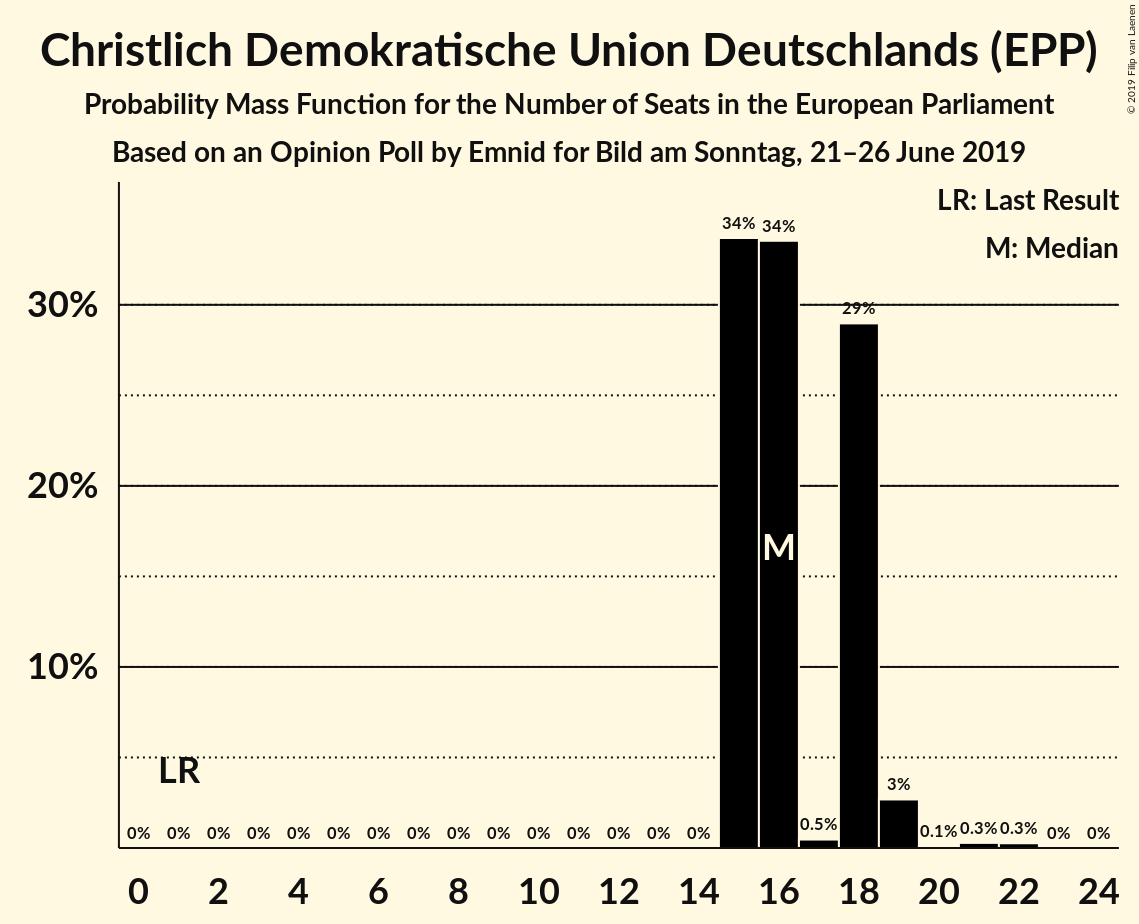 Christlich Demokratische Union Deutschlands (EPP)
Probability Mass Function for the Number of Seats in the European Parliament
Based on an Opinion Poll by Emnid for Bild am Sonntag, 21–26 June 2019
© 2019 Filip van Laenen
LR: Last Result
M: Median
34% 34%
30% 29%
20%
M
10%
LR
3%
0% 0% 0% 0% 0% 0% 0% 0% 0% 0% 0% 0% 0% 0% 0% 0.5% 0.1% 0.3% 0.3% 0% 0%
0 2 4 6 8 10 12 14 16 18 20 22 24